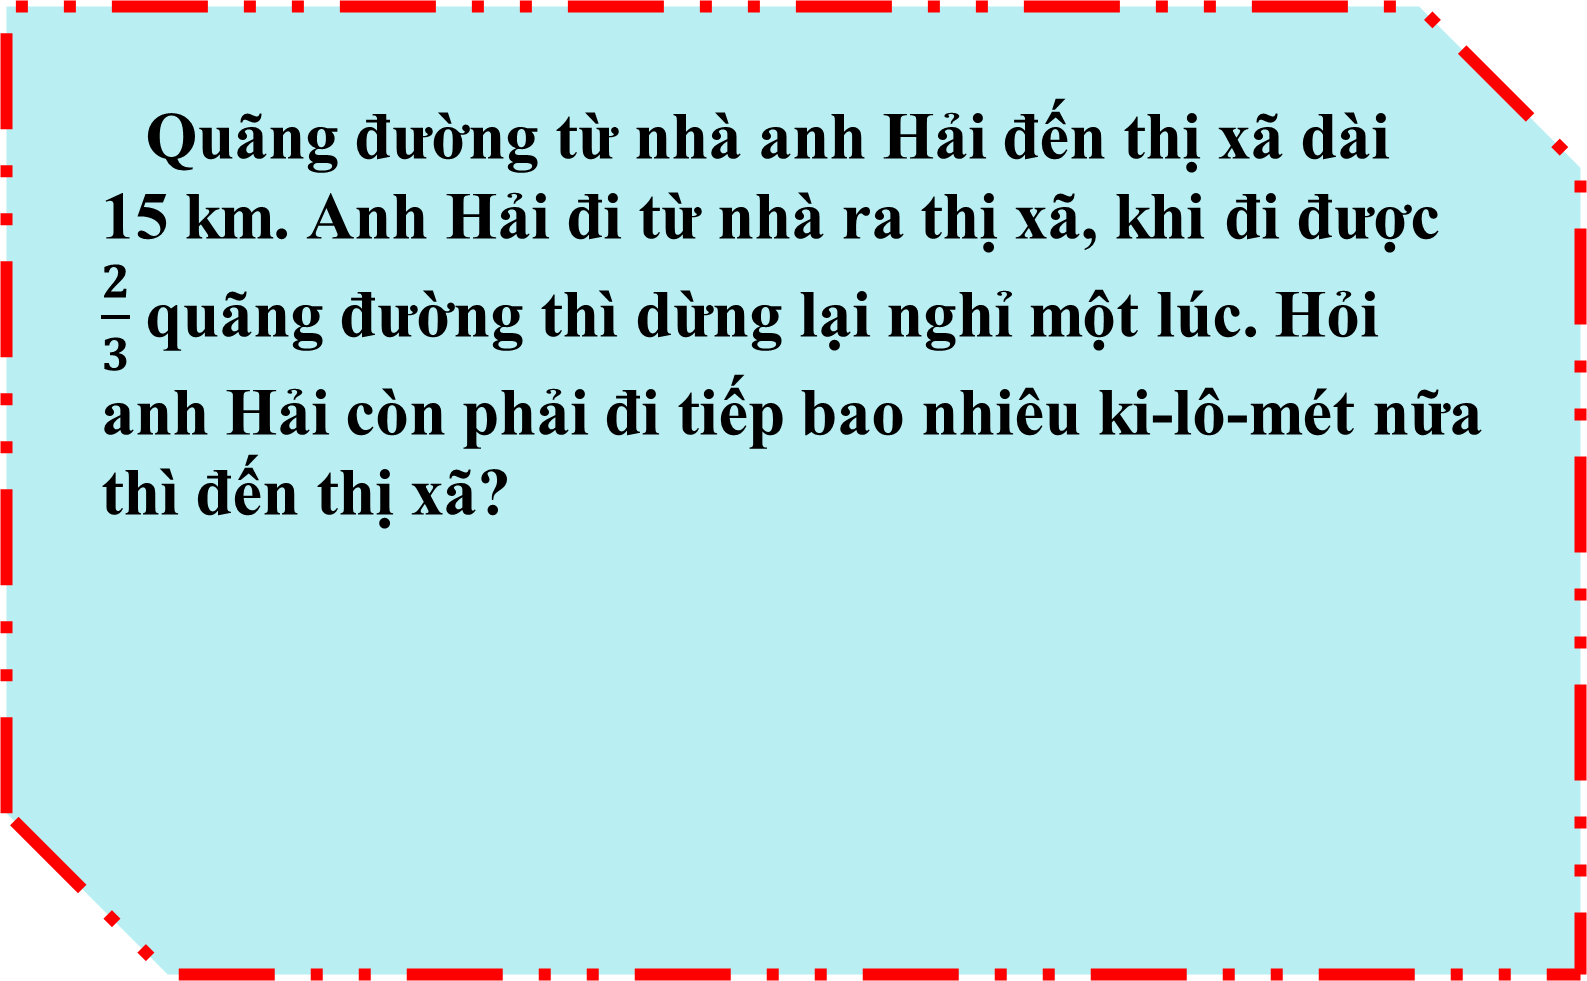 Quãng đường từ nhà anh Hải đến thị xã dài
15 km. Anh Hải đi từ nhà ra thị xã, khi đi được
2/3 quãng đường thì dừng lại nghỉ một lúc. Hỏi
anh Hải còn phải đi tiếp bao nhiêu ki-lô-mét nữa
thì đến thị xã?